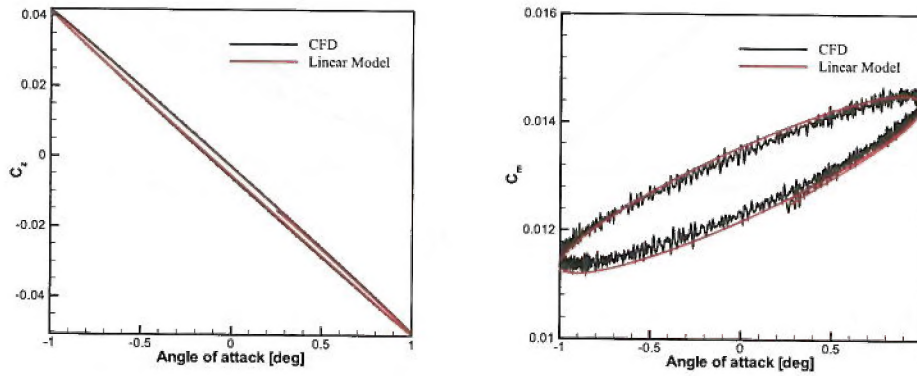 0.04
0.02
0
-0.02
-0.04
C_z
CFD
Linear Model
-1
-0.5
0
0.5
1
Angle of attack [deg]
0.016
0.014
0.012
0.01
C_m
CFD
Linear Model
-1
-0.5
0
0.5
Angle of attack [deg]